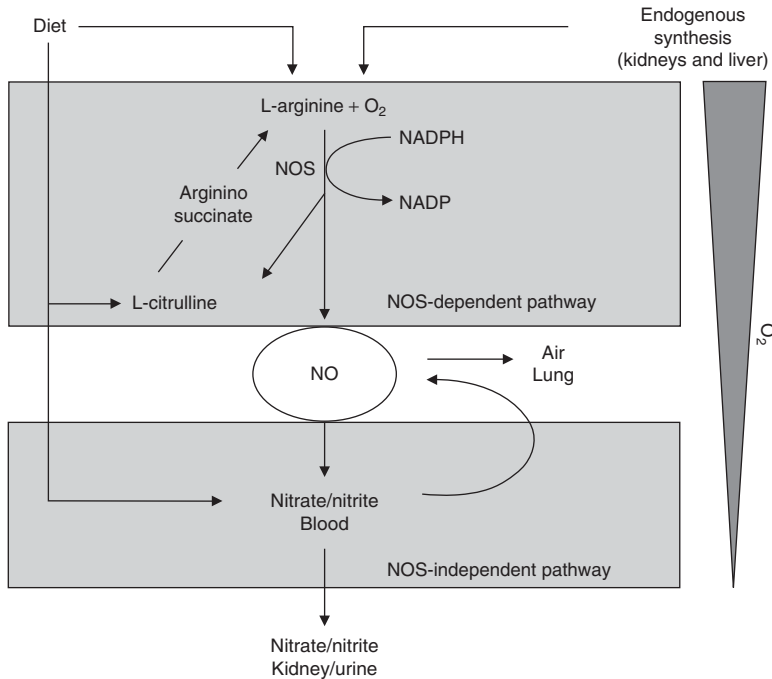 Diet
Endogenous
synthesis
(kidneys and liver)
L-arginine + O₂
NADPH
NOS
Arginino
succinate
NADP
L-citrulline
NOS-dependent pathway
O₂
NO
Air
Lung
Nitrate/nitrite
Blood
NOS-independent pathway
Nitrate/nitrite
Kidney/urine